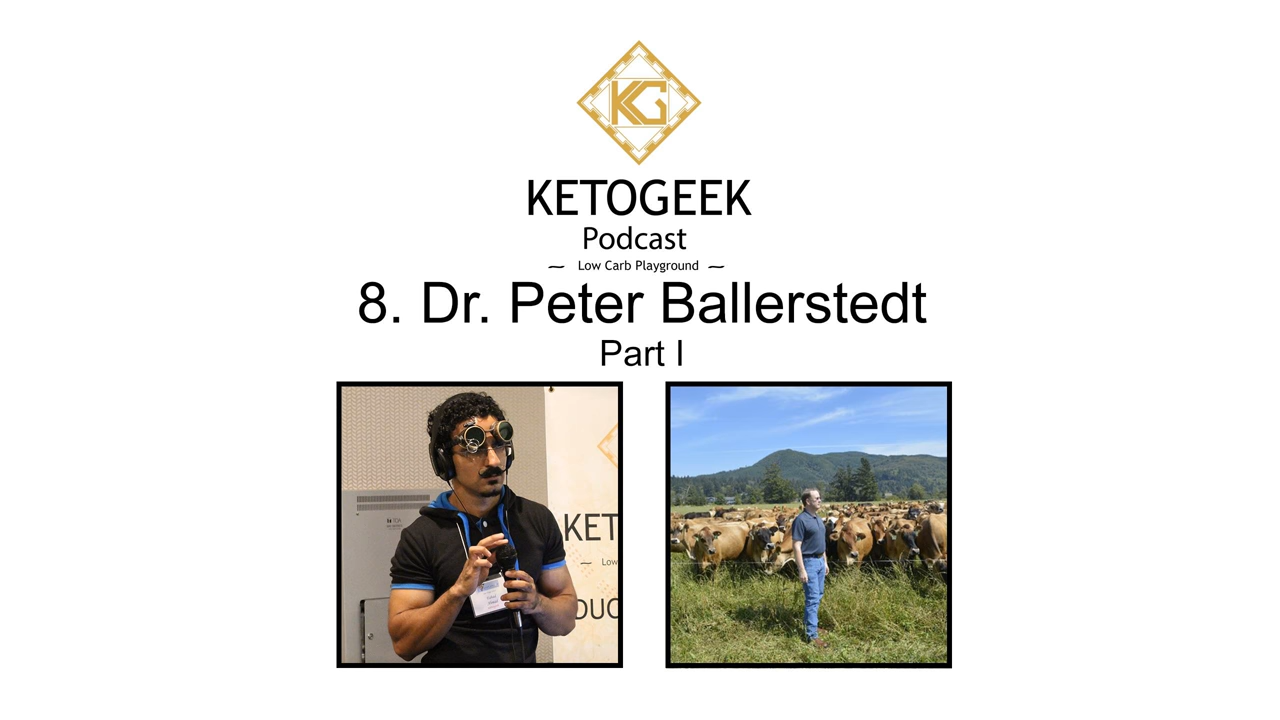 KG
KETOGEEK
Podcast
~ Low Carb Playground ~
8. Dr. Peter Ballerstedt
Part I
KET
~ Low
DUC